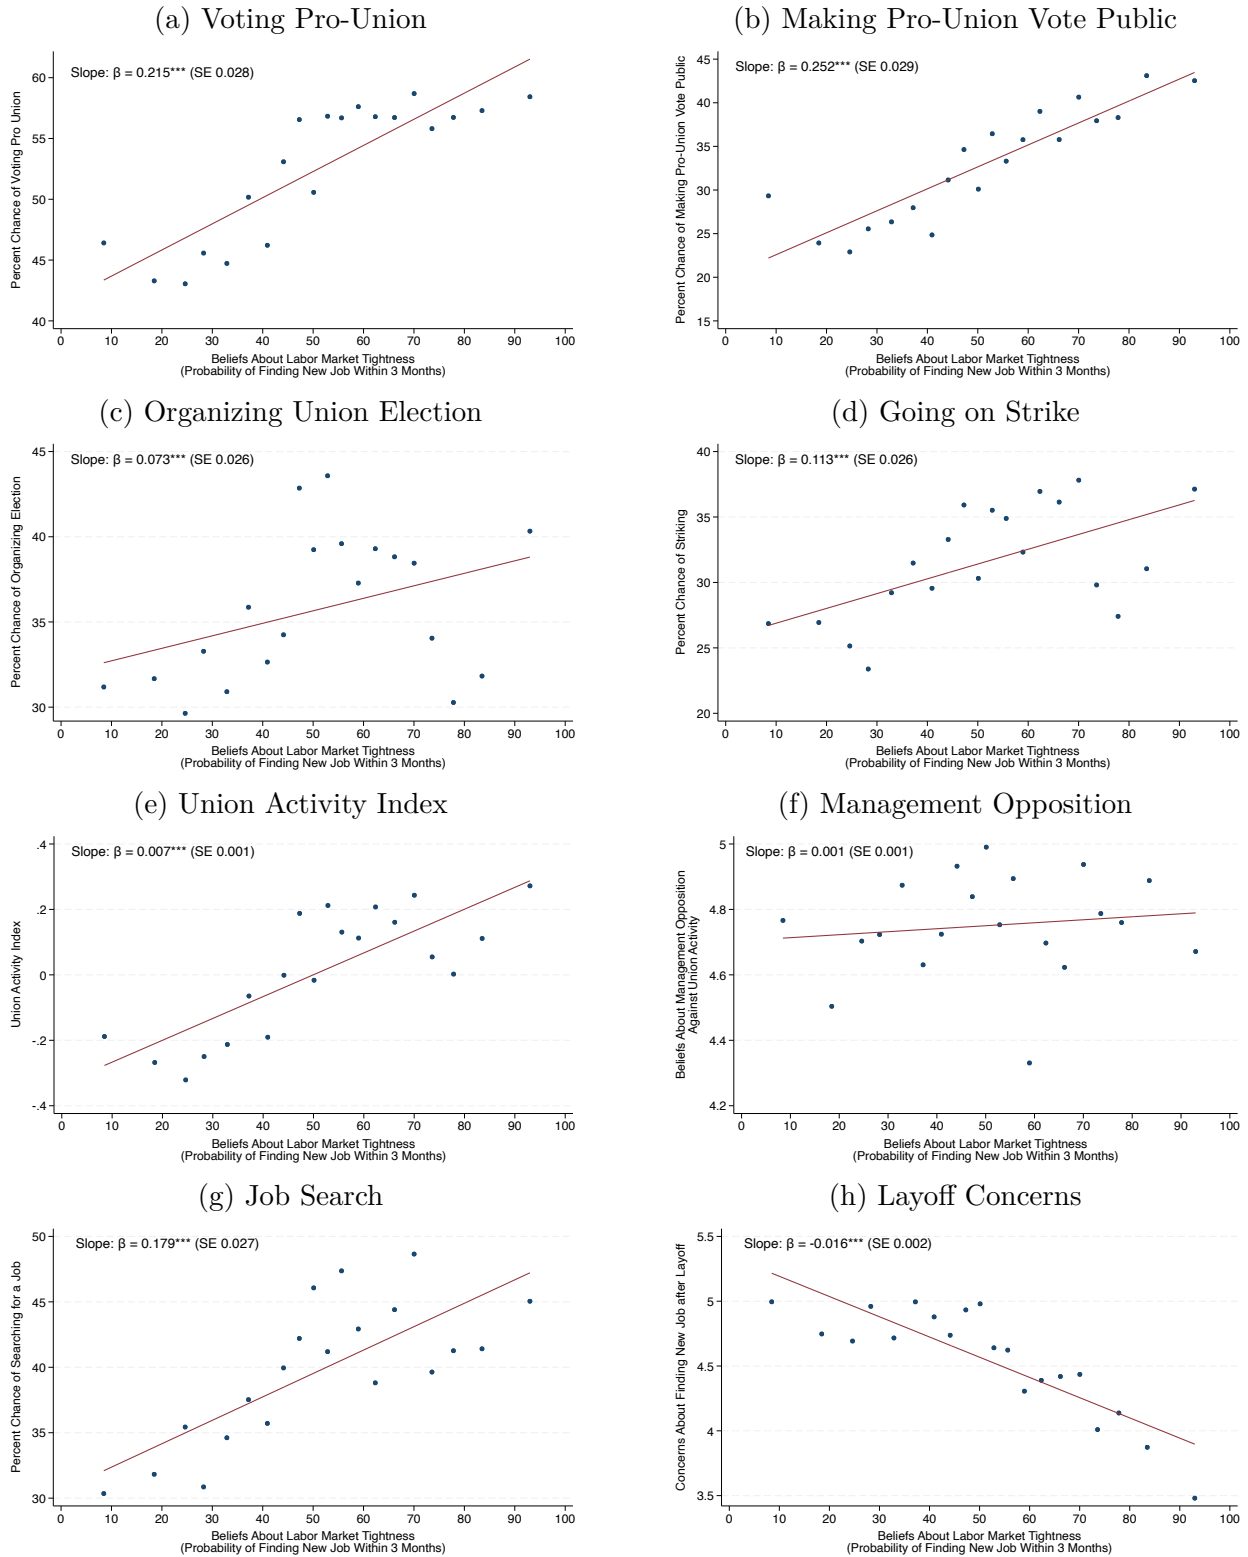 (a) Voting Pro-Union
Slope: β = 0.215*** (SE 0.028)
Percent Chance of Voting Pro Union
60
55
50
45
40
0 10 20 30 40 50 60 70 80 90 100
Beliefs About Labor Market Tightness
(Probability of Finding New Job Within 3 Months)
(b) Making Pro-Union Vote Public
Slope: β = 0.252*** (SE 0.029)
Percent Chance of Making Pro-Union Vote Public
45
40
35
30
25
20
15
0 10 20 30 40 50 60 70 80 90 100
Beliefs About Labor Market Tightness
(Probability of Finding New Job Within 3 Months)
(c) Organizing Union Election
Slope: β = 0.073*** (SE 0.026)
Percent Chance of Organizing Election
45
40
35
30
0 10 20 30 40 50 60 70 80 90 100
Beliefs About Labor Market Tightness
(Probability of Finding New Job Within 3 Months)
(d) Going on Strike
Slope: β = 0.113*** (SE 0.026)
Percent Chance of Striking
40
35
30
25
20
0 10 20 30 40 50 60 70 80 90 100
Beliefs About Labor Market Tightness
(Probability of Finding New Job Within 3 Months)
(e) Union Activity Index
Slope: β = 0.007*** (SE 0.001)
Union Activity Index
.4
.2
0
-.2
-.4
0 10 20 30 40 50 60 70 80 90 100
Beliefs About Labor Market Tightness
(Probability of Finding New Job Within 3 Months)
(f) Management Opposition
Slope: β = 0.001 (SE 0.001)
Beliefs About Management Opposition
Against Union Activity
5
4.8
4.6
4.4
4.2
0 10 20 30 40 50 60 70 80 90 100
Beliefs About Labor Market Tightness
(Probability of Finding New Job Within 3 Months)
(g) Job Search
Slope: β = 0.179*** (SE 0.027)
Percent Chance of Searching for a Job
50
45
40
35
30
0 10 20 30 40 50 60 70 80 90 100
Beliefs About Labor Market Tightness
(Probability of Finding New Job Within 3 Months)
(h) Layoff Concerns
Slope: β = -0.016*** (SE 0.002)
Concerns About Finding New Job after Layoff
5.5
5
4.5
4
3.5
0 10 20 30 40 50 60 70 80 90 100
Beliefs About Labor Market Tightness
(Probability of Finding New Job Within 3 Months)